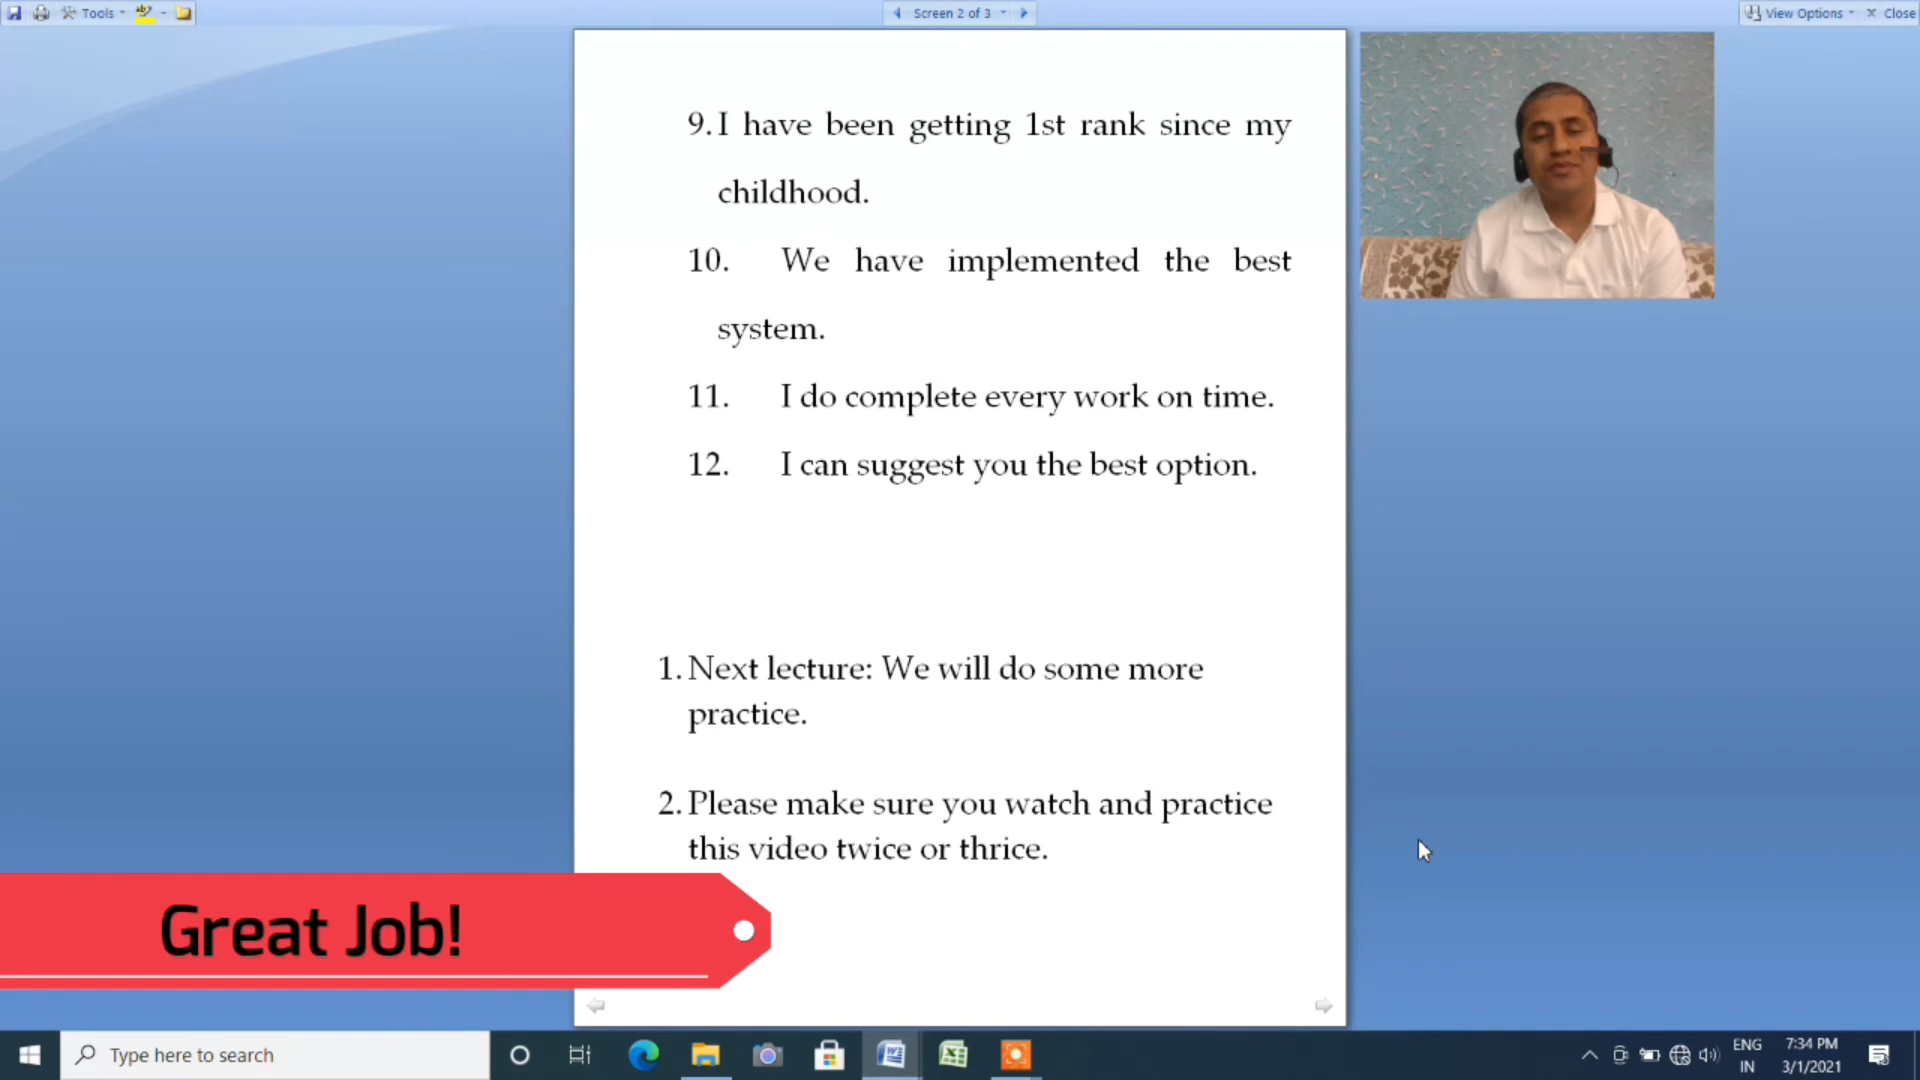 Tools
Screen 2 of 3
View Options
Close
9. I have been getting 1st rank since my
childhood.
10. We have implemented the best
system.
11. I do complete every work on time.
12. I can suggest you the best option.
1. Next lecture: We will do some more
practice.
2. Please make sure you watch and practice
this video twice or thrice.
Great Job!
Type here to search
ENG
IN
7:34 PM
3/1/2021